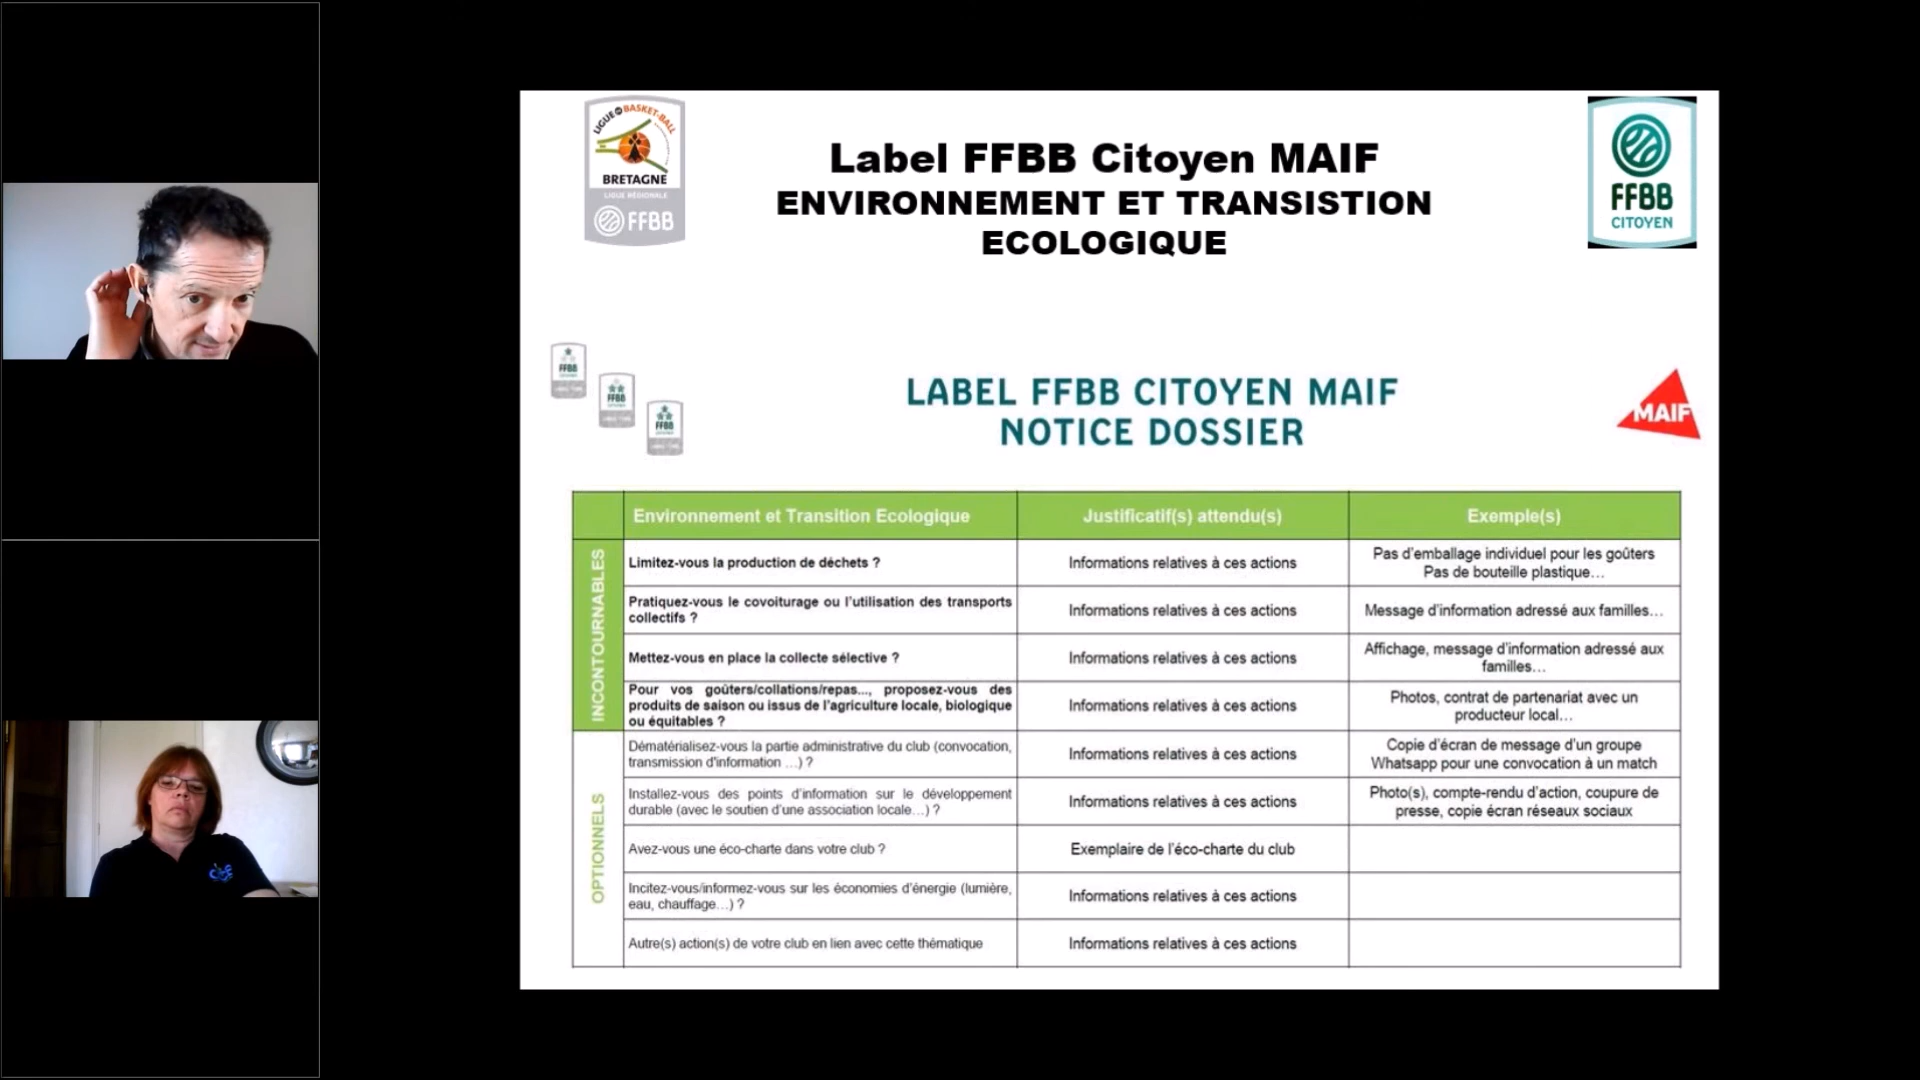 LIGUE DE BASKET-BALL
BRETAGNE
LIGUE RÉGIONALE
FFBB
Label FFBB Citoyen MAIF
ENVIRONNEMENT ET TRANSISTION
ECOLOGIQUE
FFBB
CITOYEN
FFBB
FFBB
FFBB
LABEL FFBB CITOYEN MAIF
NOTICE DOSSIER
MAIF
Environnement et Transition Ecologique Justificatif(s) attendu(s) Exemple(s)
INCONTOURNABLES
Limitez-vous la production de déchets ? Informations relatives à ces actions Pas d'emballage individuel pour les goûters
Pas de bouteille plastique…
Pratiquez-vous le covoiturage ou l'utilisation des transports
collectifs ? Informations relatives à ces actions Message d'information adressé aux familles…
Mettez-vous en place la collecte sélective ? Informations relatives à ces actions Affichage, message d'information adressé aux
familles…
Pour vos goûters/collations/repas..., proposez-vous des
produits de saison ou issus de l'agriculture locale, biologique
ou équitables ? Informations relatives à ces actions Photos, contrat de partenariat avec un
producteur local…
OPTIONNELS
Dématérialisez-vous la partie administrative du club (convocation,
transmission d'information …) ? Informations relatives à ces actions Copie d'écran de message d'un groupe
Whatsapp pour une convocation à un match
Installez-vous des points d'information sur le développement
durable (avec le soutien d'une association locale…) ? Informations relatives à ces actions Photo(s), compte-rendu d'action, coupure de
presse, copie écran réseaux sociaux
Avez-vous une éco-charte dans votre club ? Exemplaire de l'éco-charte du club
Incitez-vous/informez-vous sur les économies d'énergie (lumière,
eau, chauffage…) ? Informations relatives à ces actions
Autre(s) action(s) de votre club en lien avec cette thématique Informations relatives à ces actions